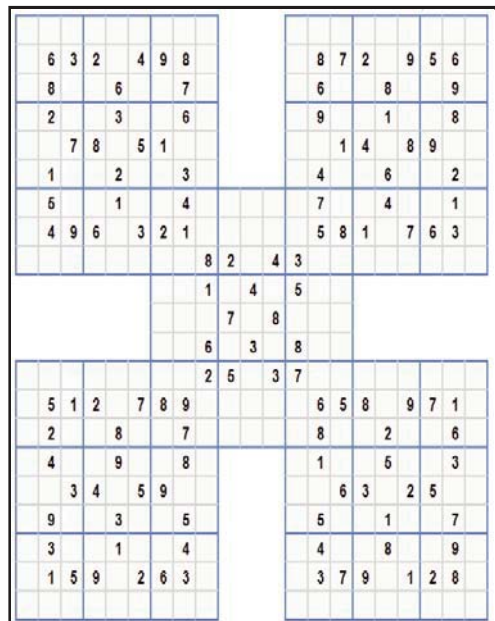 6 3 2 4 9 8 8 7 2 9 5 6
8 6 7 6 8 9
2 3 6 9 1 8
7 8 5 1 1 4 8 9
1 2 3 4 6 2
5 1 4 7 4 1
4 9 6 3 2 1 5 8 1 7 6 3
8 2 4 3
1 4 5
7 8
6 3 8
2 5 3 7
5 1 2 7 8 9 6 5 8 9 7 1
2 8 7 8 2 6
4 9 8 1 5 3
3 4 5 9 6 3 2 5
9 3 5 5 1 7
3 1 4 4 8 9
1 5 9 2 6 3 3 7 9 1 2 8